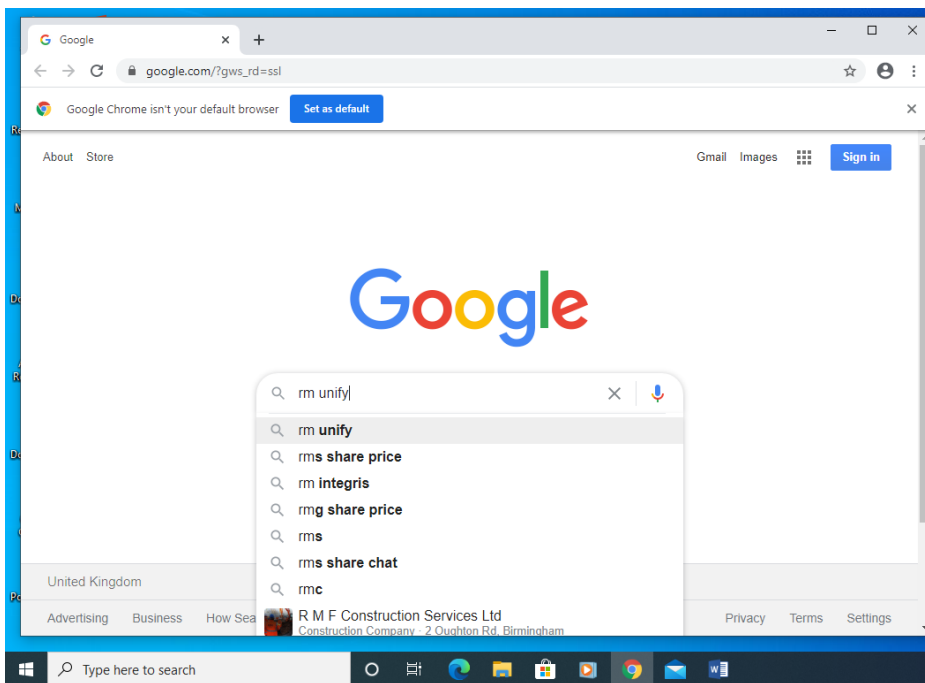 Google
google.com/?gws_rd=ssl
Google Chrome isn't your default browser Set as default
About Store Gmail Images Sign in
Google
rm unify
rm unify
rms share price
rm integris
rmg share price
rms
rms share chat
rmc
R M F Construction Services Ltd
Construction Company · 2 Oughton Rd, Birmingham
United Kingdom
Advertising Business How Sea Privacy Terms Settings
Type here to search